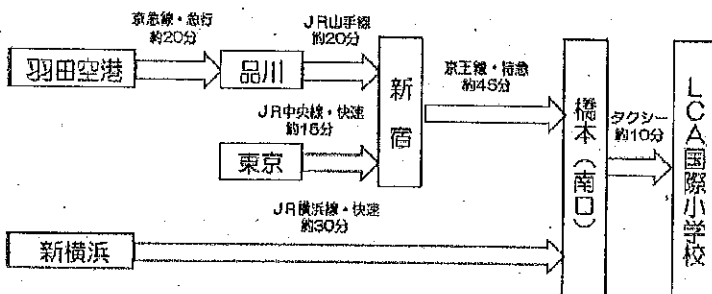 京急線・急行
約20分
JR山手線
約20分
羽田空港
品川
新宿
京王線・特急
約45分
橋本(南口)
タクシー
約10分
LCA国際小学校
JR中央線・快速
約15分
東京
JR横浜線・快速
約30分
新横浜